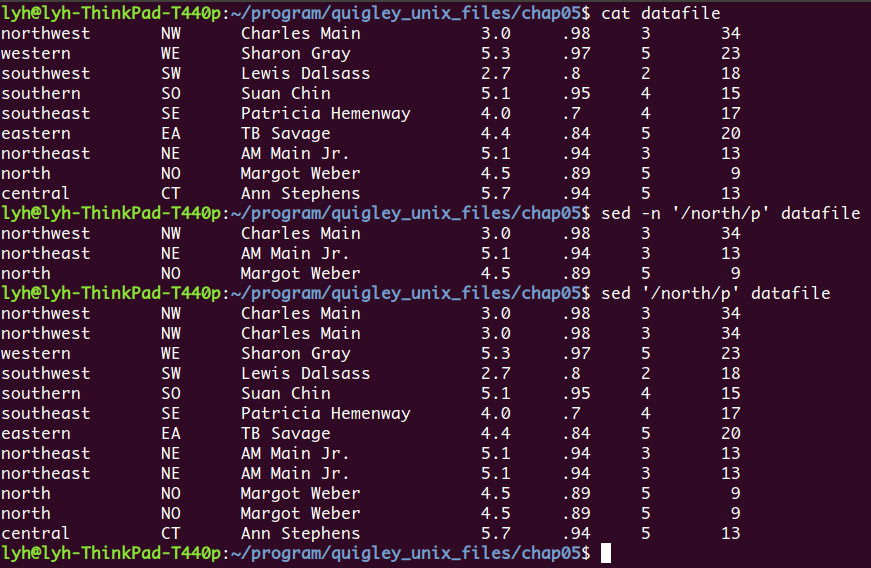 lyh@lyh-ThinkPad-T440p:~/program/quigley_unix_files/chap05$ cat datafile
northwest       NW      Charles Main            3.0     .98     3       34
western         WE      Sharon Gray             5.3     .97     5       23
southwest       SW      Lewis Dalsass           2.7     .8      2       18
southern        SO      Suan Chin               5.1     .95     4       15
southeast       SE      Patricia Hemenway       4.0     .7      4       17
eastern         EA      TB Savage               4.4     .84     5       20
northeast       NE      AM Main Jr.             5.1     .94     3       13
north           NO      Margot Weber            4.5     .89     5        9
central         CT      Ann Stephens            5.7     .94     5       13
lyh@lyh-ThinkPad-T440p:~/program/quigley_unix_files/chap05$ sed -n '/north/p' datafile
northwest       NW      Charles Main            3.0     .98     3       34
northeast       NE      AM Main Jr.             5.1     .94     3       13
north           NO      Margot Weber            4.5     .89     5        9
lyh@lyh-ThinkPad-T440p:~/program/quigley_unix_files/chap05$ sed '/north/p' datafile
northwest       NW      Charles Main            3.0     .98     3       34
northwest       NW      Charles Main            3.0     .98     3       34
western         WE      Sharon Gray             5.3     .97     5       23
southwest       SW      Lewis Dalsass           2.7     .8      2       18
southern        SO      Suan Chin               5.1     .95     4       15
southeast       SE      Patricia Hemenway       4.0     .7      4       17
eastern         EA      TB Savage               4.4     .84     5       20
northeast       NE      AM Main Jr.             5.1     .94     3       13
northeast       NE      AM Main Jr.             5.1     .94     3       13
north           NO      Margot Weber            4.5     .89     5        9
north           NO      Margot Weber            4.5     .89     5        9
central         CT      Ann Stephens            5.7     .94     5       13
lyh@lyh-ThinkPad-T440p:~/program/quigley_unix_files/chap05$